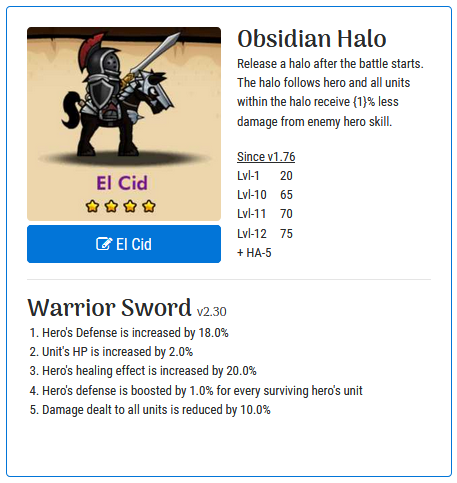 Obsidian Halo
Release a halo after the battle starts.
The halo follows hero and all units
within the halo receive {1}% less
damage from enemy hero skill.
Since v1.76
Lvl-1 20
Lvl-10 65
Lvl-11 70
Lvl-12 75
+ HA-5
El Cid
El Cid
Warrior Sword v2.30
1. Hero's Defense is increased by 18.0%
2. Unit's HP is increased by 2.0%
3. Hero's healing effect is increased by 20.0%
4. Hero's defense is boosted by 1.0% for every surviving hero's unit
5. Damage dealt to all units is reduced by 10.0%